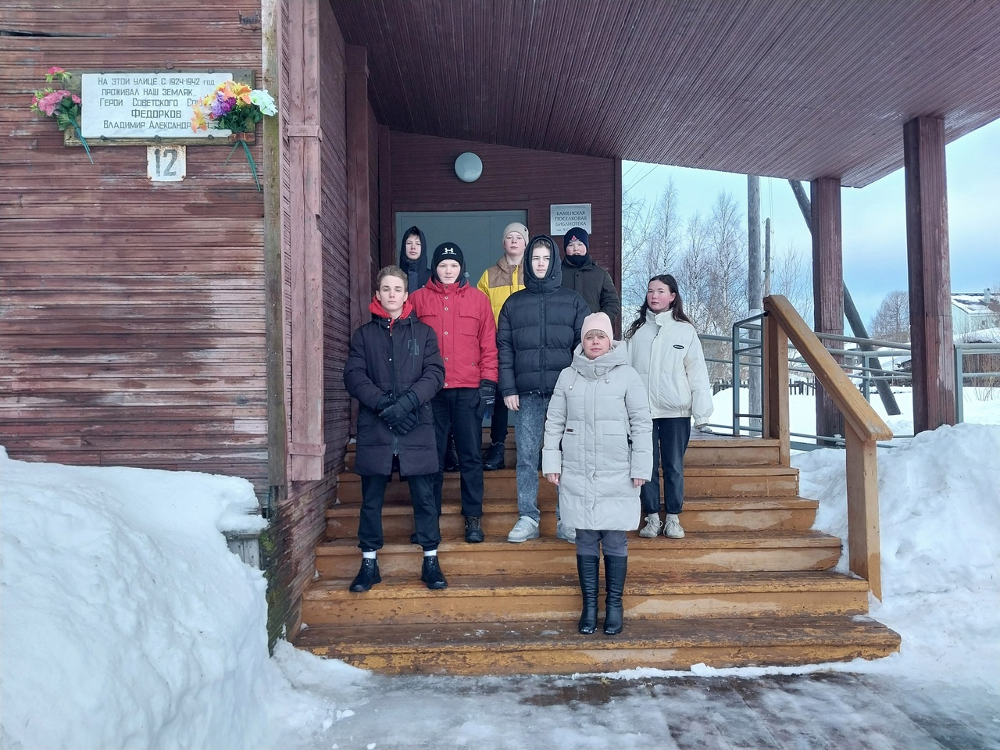 НА ЭТОЙ УЛИЦЕ С 1924-1942 год
ПРОЖИВАЛ НАШ ЗЕМЛЯК
ГЕРОЙ СОВЕТСКОГО
ФЕДОРКОВ
ВЛАДИМИР
12
КАМЕНСКАЯ
ПОСЕЛКОВАЯ
БИБЛИОТЕКА